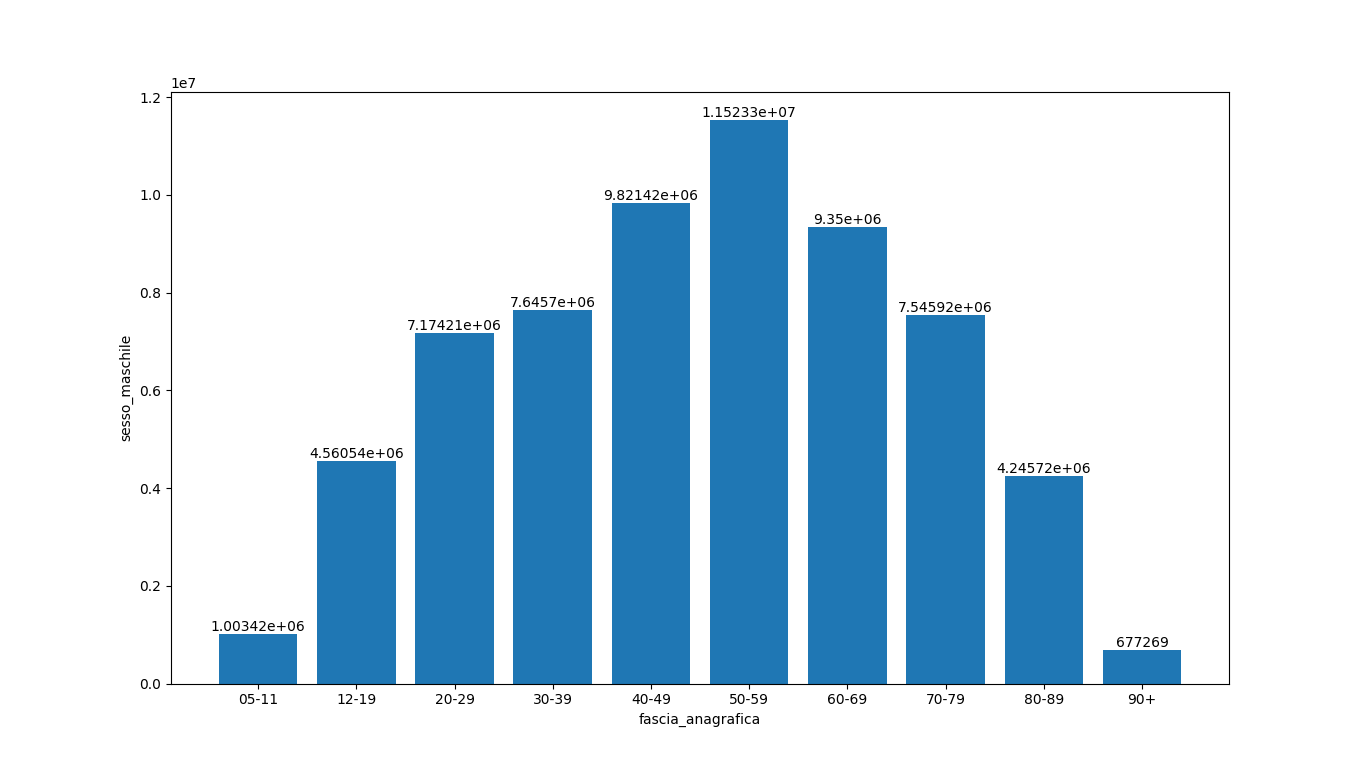 1e7
1.2
1.0
0.8
0.6
0.4
0.2
0.0
sesso_maschile
1.00342e+06
4.56054e+06
7.17421e+06
7.6457e+06
9.82142e+06
1.15233e+07
9.35e+06
7.54592e+06
4.24572e+06
677269
05-11 12-19 20-29 30-39 40-49 50-59 60-69 70-79 80-89 90+
fascia_anagrafica